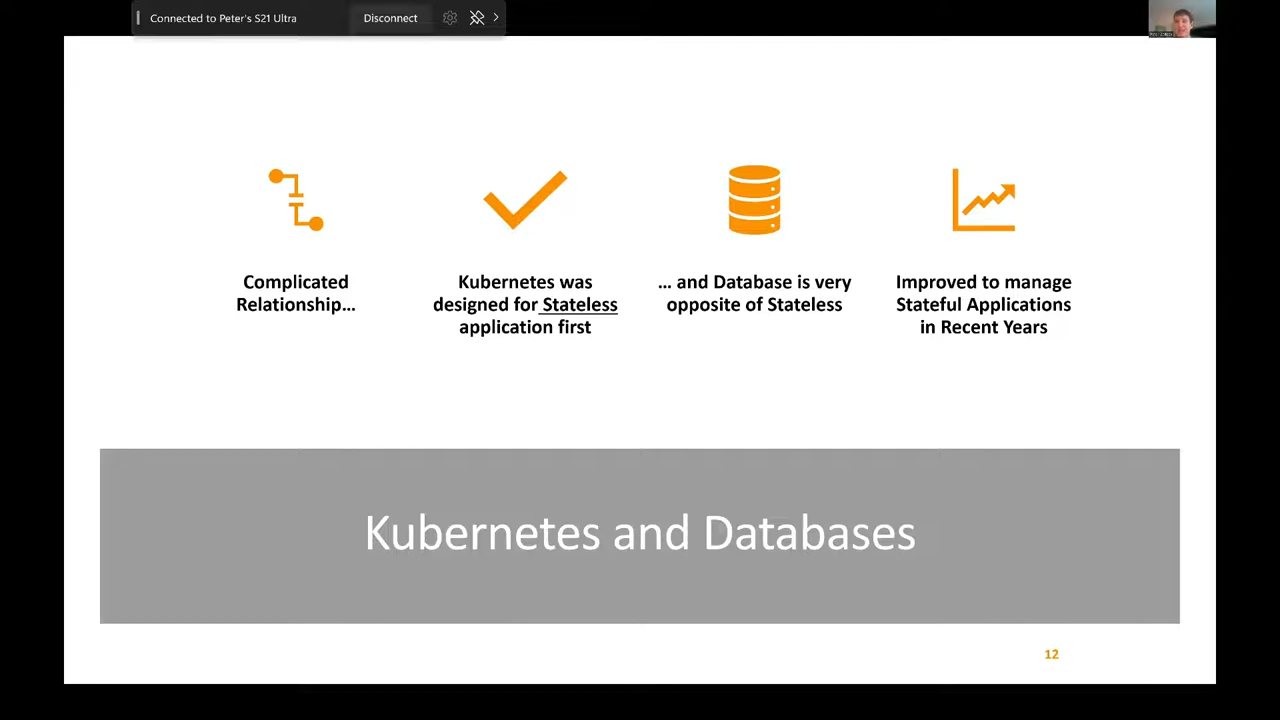 Connected to Peter's S21 Ultra
Disconnect
Complicated
Relationship...
Kubernetes was
designed for Stateless
application first
... and Database is very
opposite of Stateless
Improved to manage
Stateful Applications
in Recent Years
Kubernetes and Databases
12